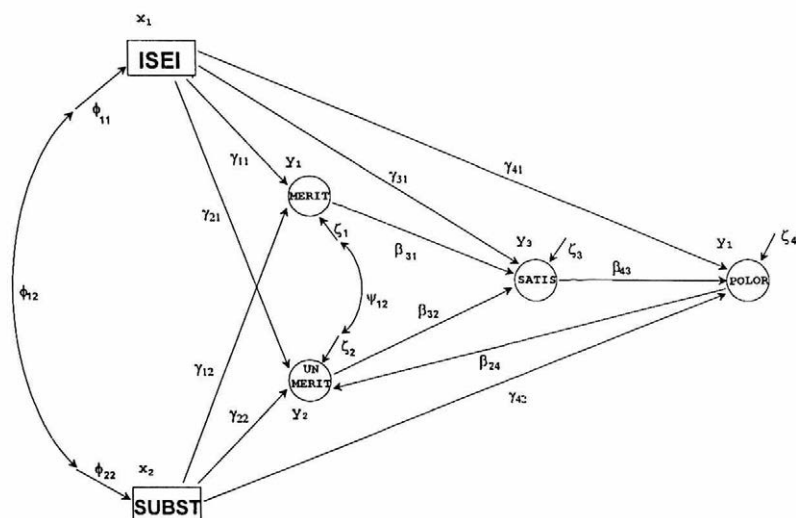 x₁
ISEI
ϕ₁₁
γ₁₁
y₁
MERIT
γ₃₁
γ₄₁
γ₂₁
ζ₁
β₃₁
y₃
ζ₃
SATIS
β₄₃
y₁
ζ₄
POLOR
ϕ₁₂
ψ₁₂
β₃₂
ζ₂
UN
MERIT
y₂
γ₁₂
β₂₄
γ₄₂
γ₂₂
ϕ₂₂
x₂
SUBST